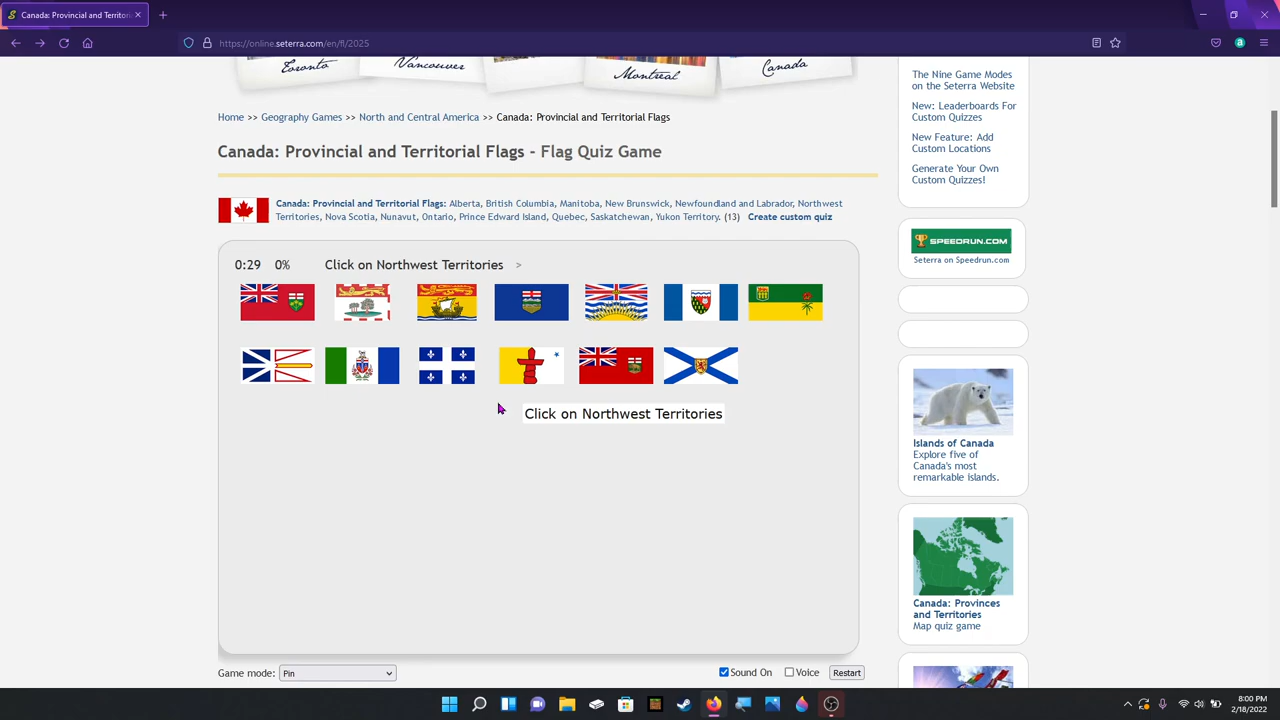 Canada: Provincial and Territori
https://online.seterra.com/en/fl/2025
Toronto
Vancouver
Montreal
Canada
Home >> Geography Games >> North and Central America >> Canada: Provincial and Territorial Flags
Canada: Provincial and Territorial Flags - Flag Quiz Game
Canada: Provincial and Territorial Flags: Alberta, British Columbia, Manitoba, New Brunswick, Newfoundland and Labrador, Northwest
Territories, Nova Scotia, Nunavut, Ontario, Prince Edward Island, Quebec, Saskatchewan, Yukon Territory. (13) Create custom quiz
0:29 0% Click on Northwest Territories >
Click on Northwest Territories
Game mode: Pin
Sound On Voice Restart
The Nine Game Modes
on the Seterra Website
New: Leaderboards For
Custom Quizzes
New Feature: Add
Custom Locations
Generate Your Own
Custom Quizzes!
SPEEDRUN.COM
Seterra on Speedrun.com
Islands of Canada
Explore five of
Canada's most
remarkable islands.
Canada: Provinces
and Territories
Map quiz game
8:00 PM
2/18/2022